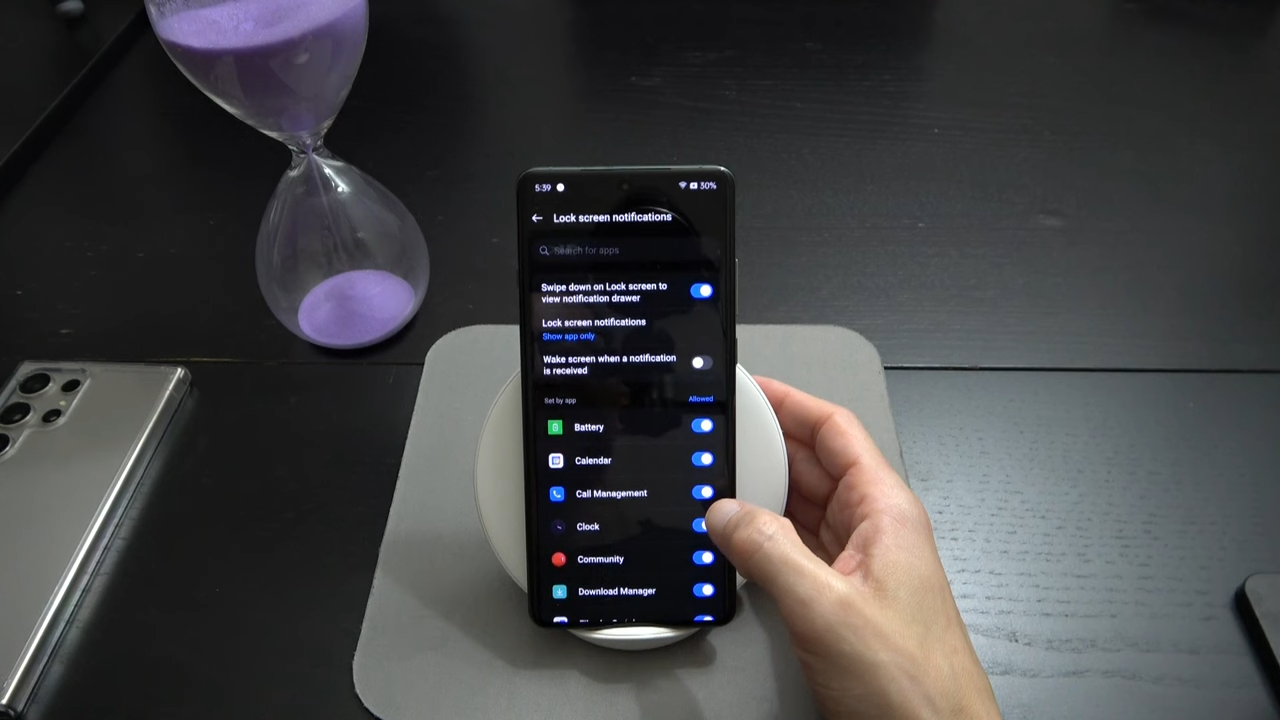 5:39 30%
Lock screen notifications
Search for apps
Swipe down on Lock screen to
view notification drawer
Lock screen notifications
Show app only
Wake screen when a notification
is received
Set by app Allowed
Battery
Calendar
Call Management
Clock
Community
Download Manager